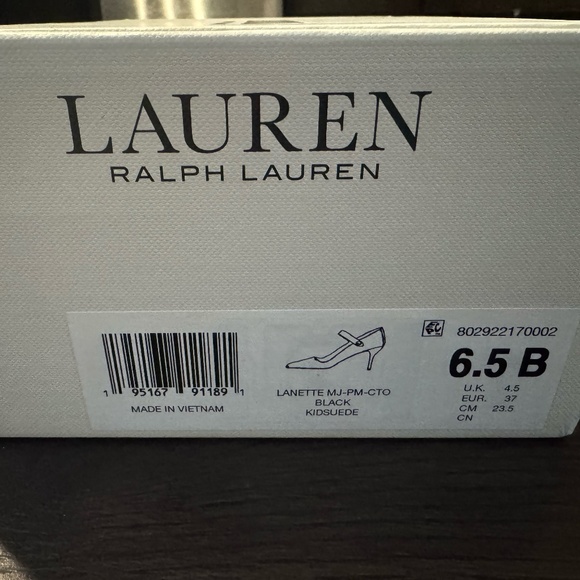 LAUREN
RALPH LAUREN
1 95167 91189 1
MADE IN VIETNAM
LANETTE MJ-PM-CTO
BLACK
KIDSUEDE
802922170002
6.5 B
U.K. 4.5
EUR. 37
CM 23.5
CN